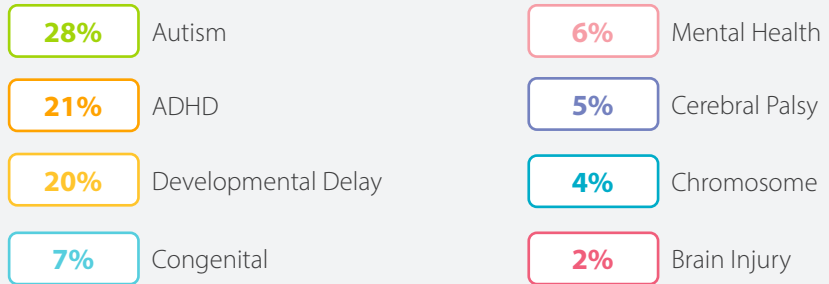 28% Autism
21% ADHD
20% Developmental Delay
7% Congenital
6% Mental Health
5% Cerebral Palsy
4% Chromosome
2% Brain Injury